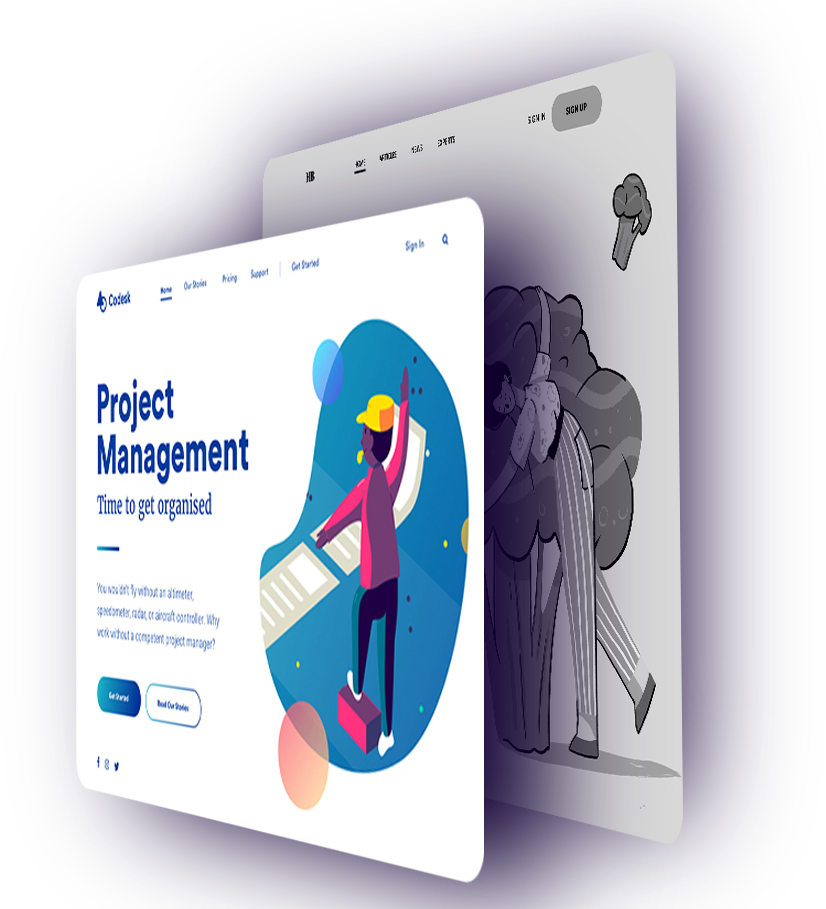 HB
HOME ARTICLES NEWS EXPERTS
SIGN IN SIGN UP
Codesk
Home Our Stories Pricing Support Get Started
Sign In
Project
Management
Time to get organised
You wouldn't fly without an altimeter,
speedometer, radar, or aircraft controller. Why
work without a competent project manager?
Get Started Read Our Stories